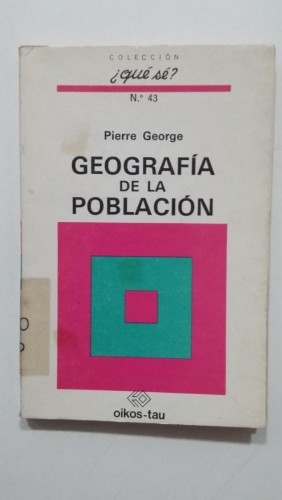 COLECCIÓN
¿qué sé?
N.° 43
Pierre George
GEOGRAFÍA
DE LA
POBLACIÓN
O
oikos-tau